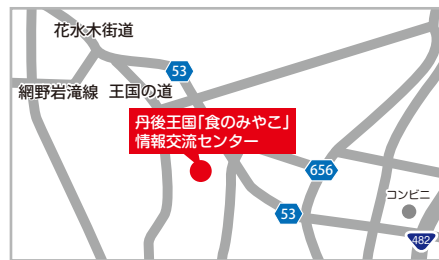 花水木街道
53
網野岩滝線 王国の道
丹後王国「食のみやこ」
情報交流センター
656
コンビニ
53
482